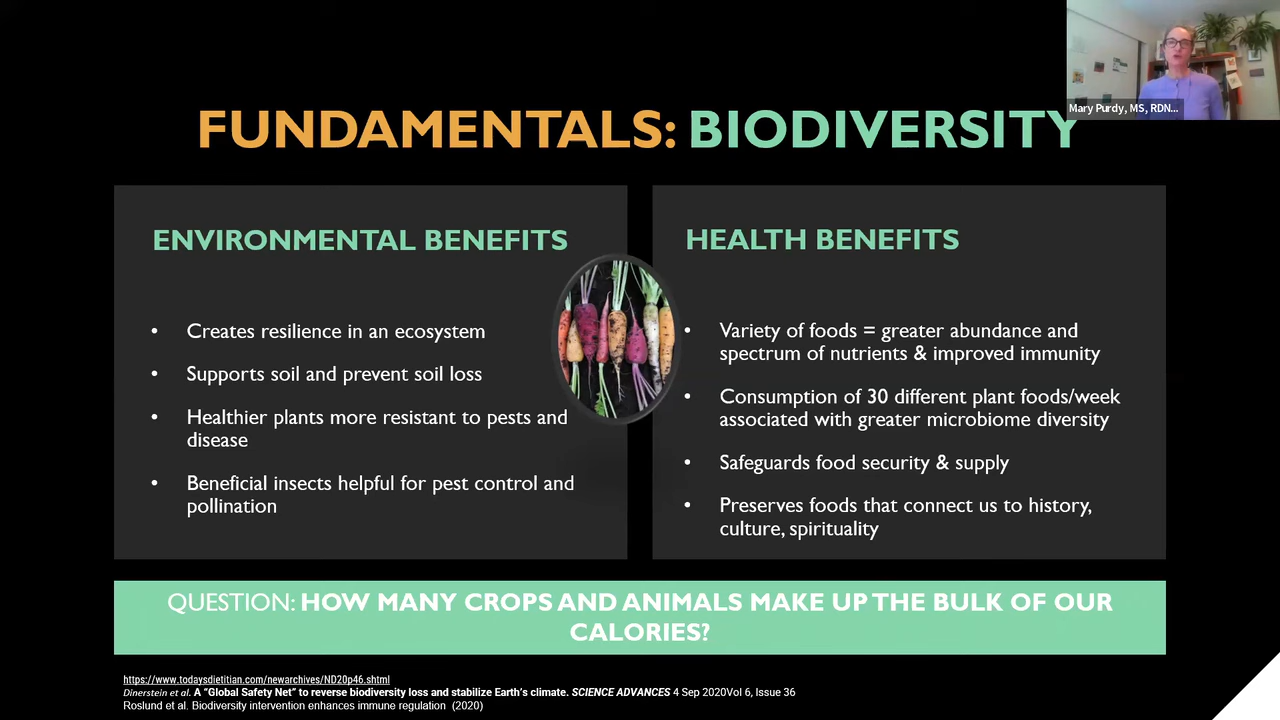 Mary Purdy, MS, RDN...
FUNDAMENTALS: BIODIVERSITY
ENVIRONMENTAL BENEFITS
• Creates resilience in an ecosystem
• Supports soil and prevent soil loss
• Healthier plants more resistant to pests and
disease
• Beneficial insects helpful for pest control and
pollination
HEALTH BENEFITS
• Variety of foods = greater abundance and
spectrum of nutrients & improved immunity
• Consumption of 30 different plant foods/week
associated with greater microbiome diversity
• Safeguards food security & supply
• Preserves foods that connect us to history,
culture, spirituality
QUESTION: HOW MANY CROPS AND ANIMALS MAKE UP THE BULK OF OUR
CALORIES?
https://www.todaysdietitian.com/newarchives/ND20p46.shtml
Dinerstein et al. A “Global Safety Net” to reverse biodiversity loss and stabilize Earth’s climate. SCIENCE ADVANCES 4 Sep 2020Vol 6, Issue 36
Roslund et al. Biodiversity intervention enhances immune regulation (2020)